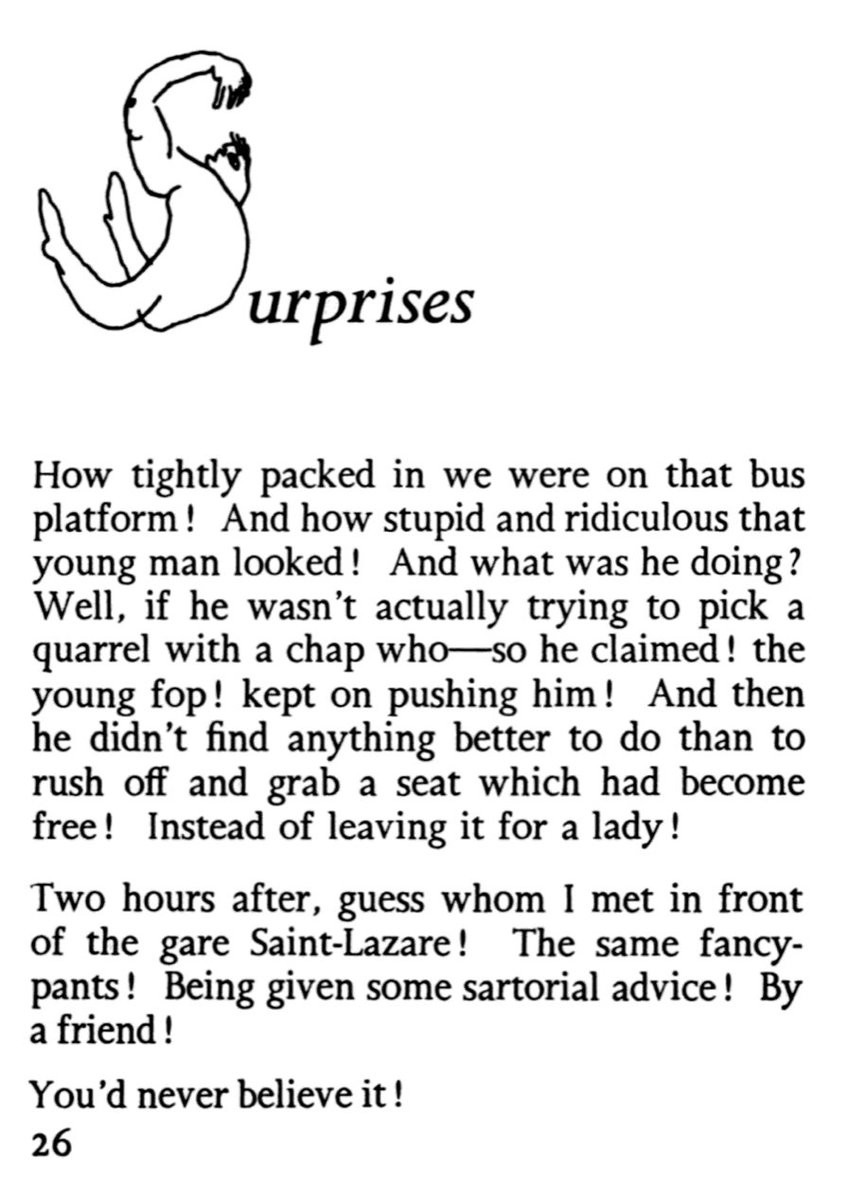 Surprises
How tightly packed in we were on that bus
platform! And how stupid and ridiculous that
young man looked! And what was he doing?
Well, if he wasn't actually trying to pick a
quarrel with a chap who—so he claimed! the
young fop! kept on pushing him! And then
he didn't find anything better to do than to
rush off and grab a seat which had become
free! Instead of leaving it for a lady!
Two hours after, guess whom I met in front
of the gare Saint-Lazare! The same fancy-
pants! Being given some sartorial advice! By
a friend!
You'd never believe it!
26